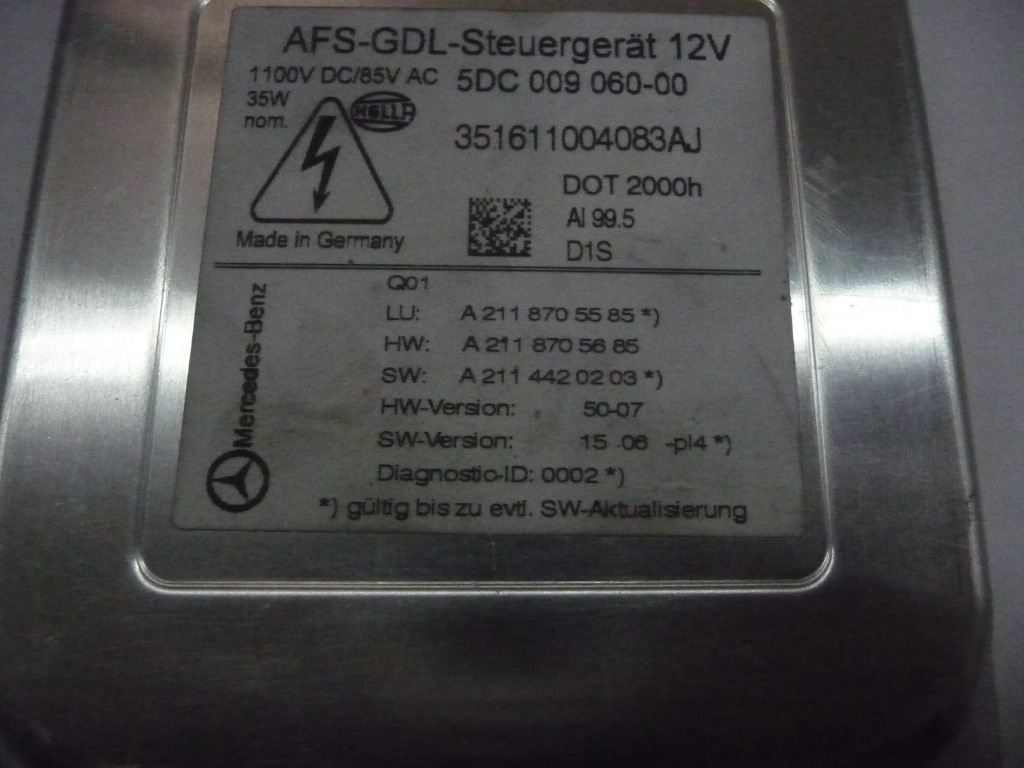 AFS-GDL-Steuergerät 12V
1100V DC/85V AC 5DC 009 060-00
35W
nom.
HELLA
351611004083AJ
DOT 2000h
Al 99.5
D1S
Made in Germany
Mercedes-Benz
Q01
LU: A 211 870 55 85 *)
HW: A 211 870 56 85
SW: A 211 442 02 03 *)
HW-Version: 50-07
SW-Version: 15 .06 -pl4 *)
Diagnostic-ID: 0002 *)
*) gültig bis zu evtl. SW-Aktualisierung